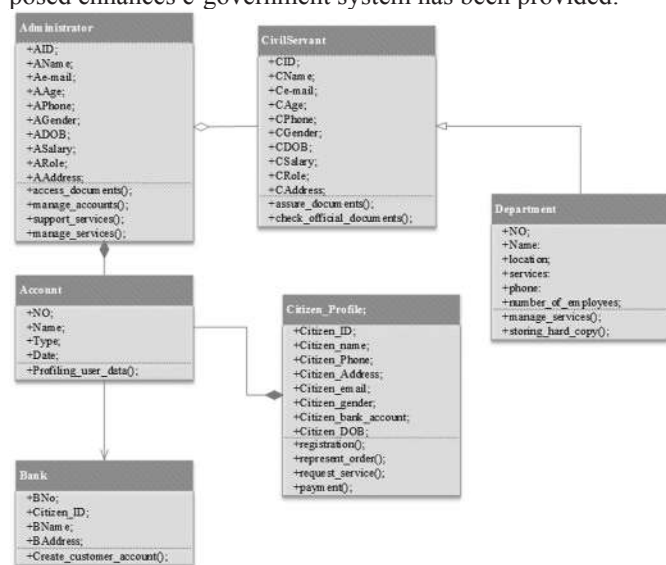 posed enhances e-government system has been provided.
Administrator
+AID;
+AName;
+Ae-mail;
+AAge;
+APhone;
+AGender;
+ADOB;
+ASalary;
+ARole;
+AAddress;
+access_documents();
+manage_accounts();
+support_services();
+manage_services();
CivilServant
+CID;
+CName;
+Ce-mail;
+CAge;
+CPhone;
+CGender;
+CDOB;
+CSalary;
+CRole;
+CAddress;
+assure_documents();
+check_official_documents();
Department
+NO;
+Name:
+location;
+services:
+phone:
+number_of_employees;
+manage_services();
+storing_hard_copy();
Account
+NO;
+Name;
+Type;
+Date;
+Profiling_user_data();
Citizen_Profile;
+Citizen_ID;
+Citizen_name;
+Citizen_Phone;
+Citizen_Address;
+Citizen_email;
+Citizen_gender;
+Citizen_bank_account;
+Citizen_DOB;
+registration();
+represent_order();
+request_service();
+payment();
Bank
+BNo;
+Citizen_ID;
+BName;
+BAddress;
+Create_customer_account();